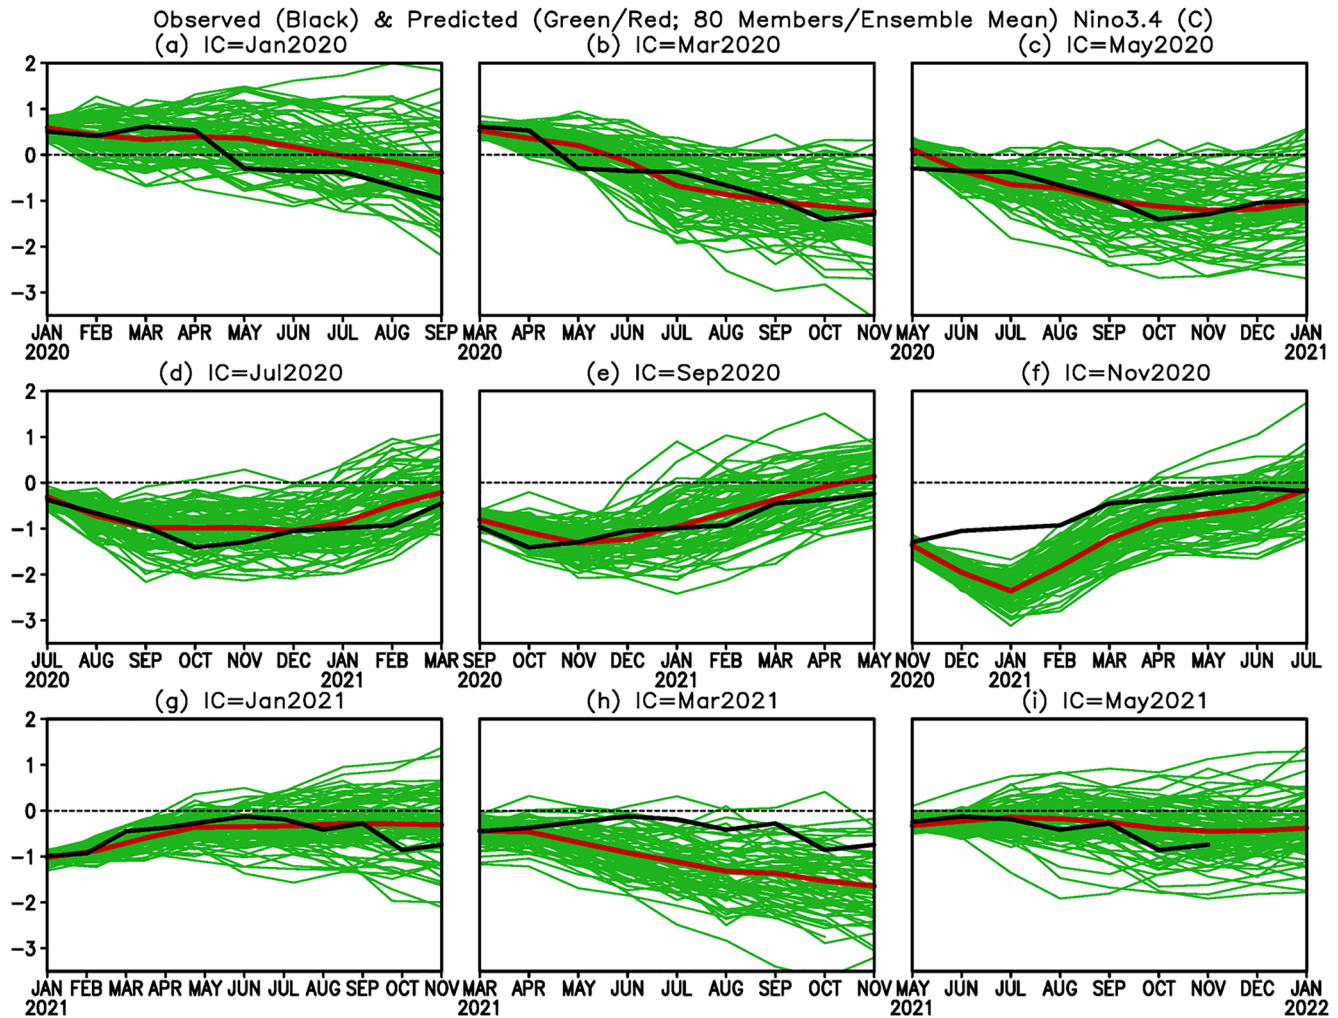 Observed (Black) & Predicted (Green/Red; 80 Members/Ensemble Mean) Nino3.4 (C)
(a) IC=Jan2020 (b) IC=Mar2020 (c) IC=May2020
2
1
0
−1
−2
−3
JAN FEB MAR APR MAY JUN JUL AUG SEP MAR APR MAY JUN JUL AUG SEP OCT NOV MAY JUN JUL AUG SEP OCT NOV DEC JAN
2020 2020 2020 2021
(d) IC=Jul2020 (e) IC=Sep2020 (f) IC=Nov2020
2
1
0
−1
−2
−3
JUL AUG SEP OCT NOV DEC JAN FEB MAR SEP OCT NOV DEC JAN FEB MAR APR MAY NOV DEC JAN FEB MAR APR MAY JUN JUL
2020 2021 2020 2021 2020 2021
(g) IC=Jan2021 (h) IC=Mar2021 (i) IC=May2021
2
1
0
−1
−2
−3
JAN FEB MAR APR MAY JUN JUL AUG SEP OCT NOV MAR APR MAY JUN JUL AUG SEP OCT NOV MAY JUN JUL AUG SEP OCT NOV DEC JAN
2021 2021 2021 2022